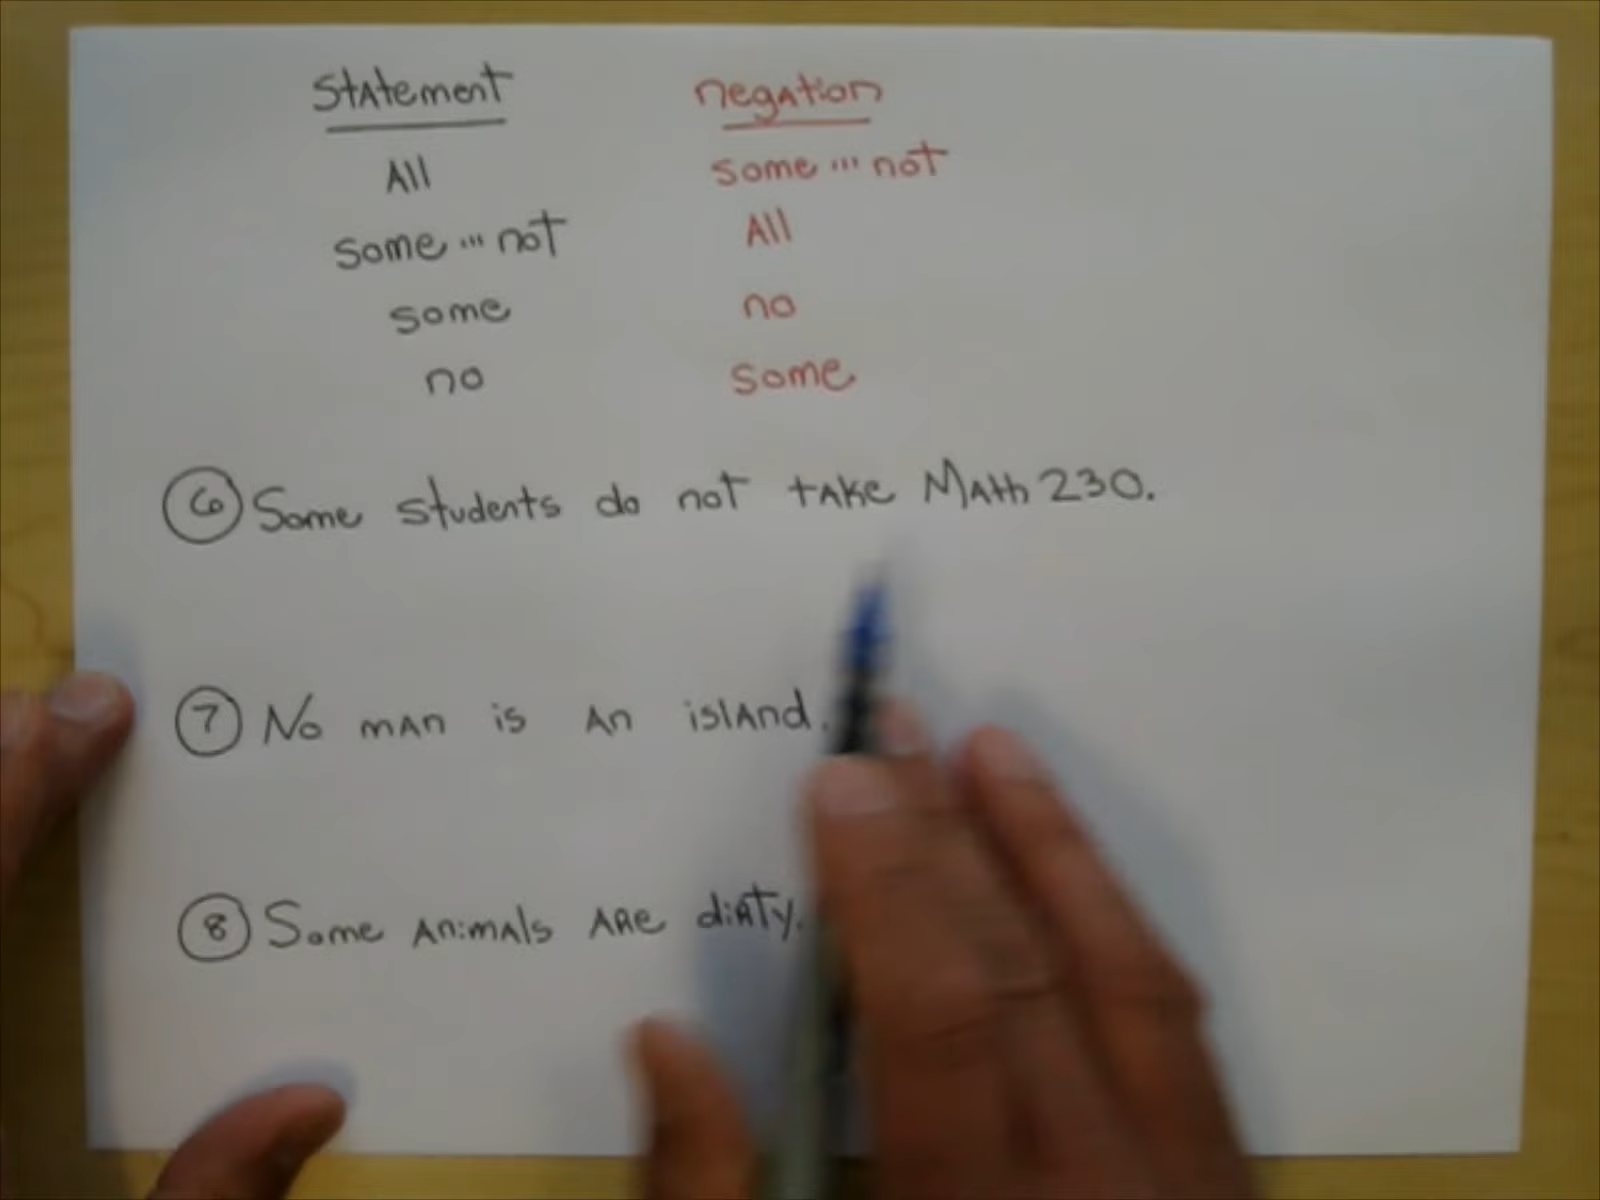 Statement negation
All some ... not
some ... not All
some no
no some
6 Some students do not take Math 230.
7 No man is an island.
8 Some animals are dirty.